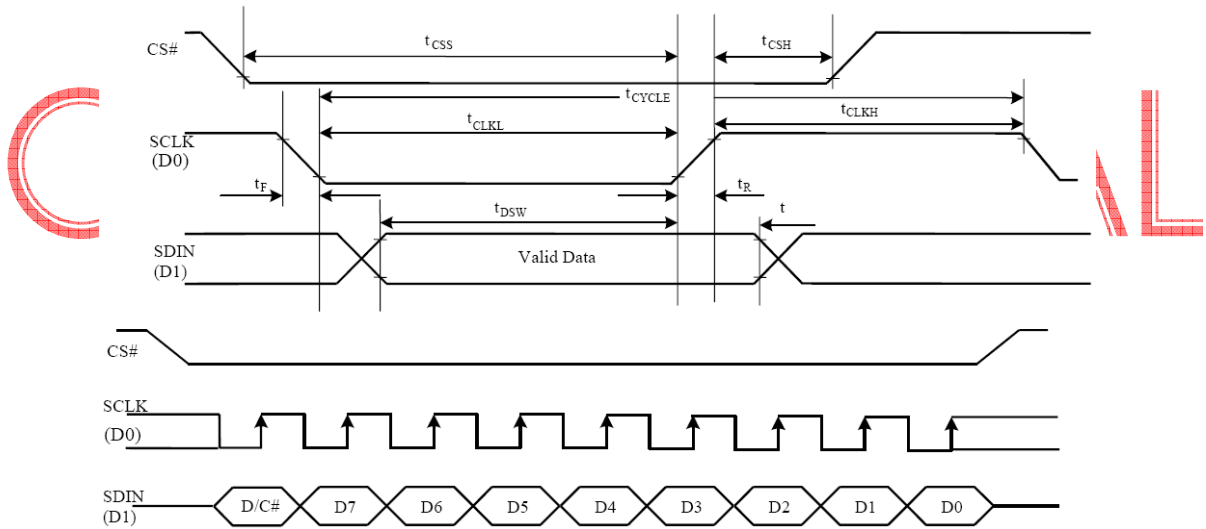 CS#
tCSS
tCSH
tCYCLE
tCLKL
tCLKH
SCLK
(D0)
tF
tR
tDSW
t
SDIN
(D1)
Valid Data
CS#
SCLK
(D0)
SDIN
(D1)
D/C# D7 D6 D5 D4 D3 D2 D1 D0